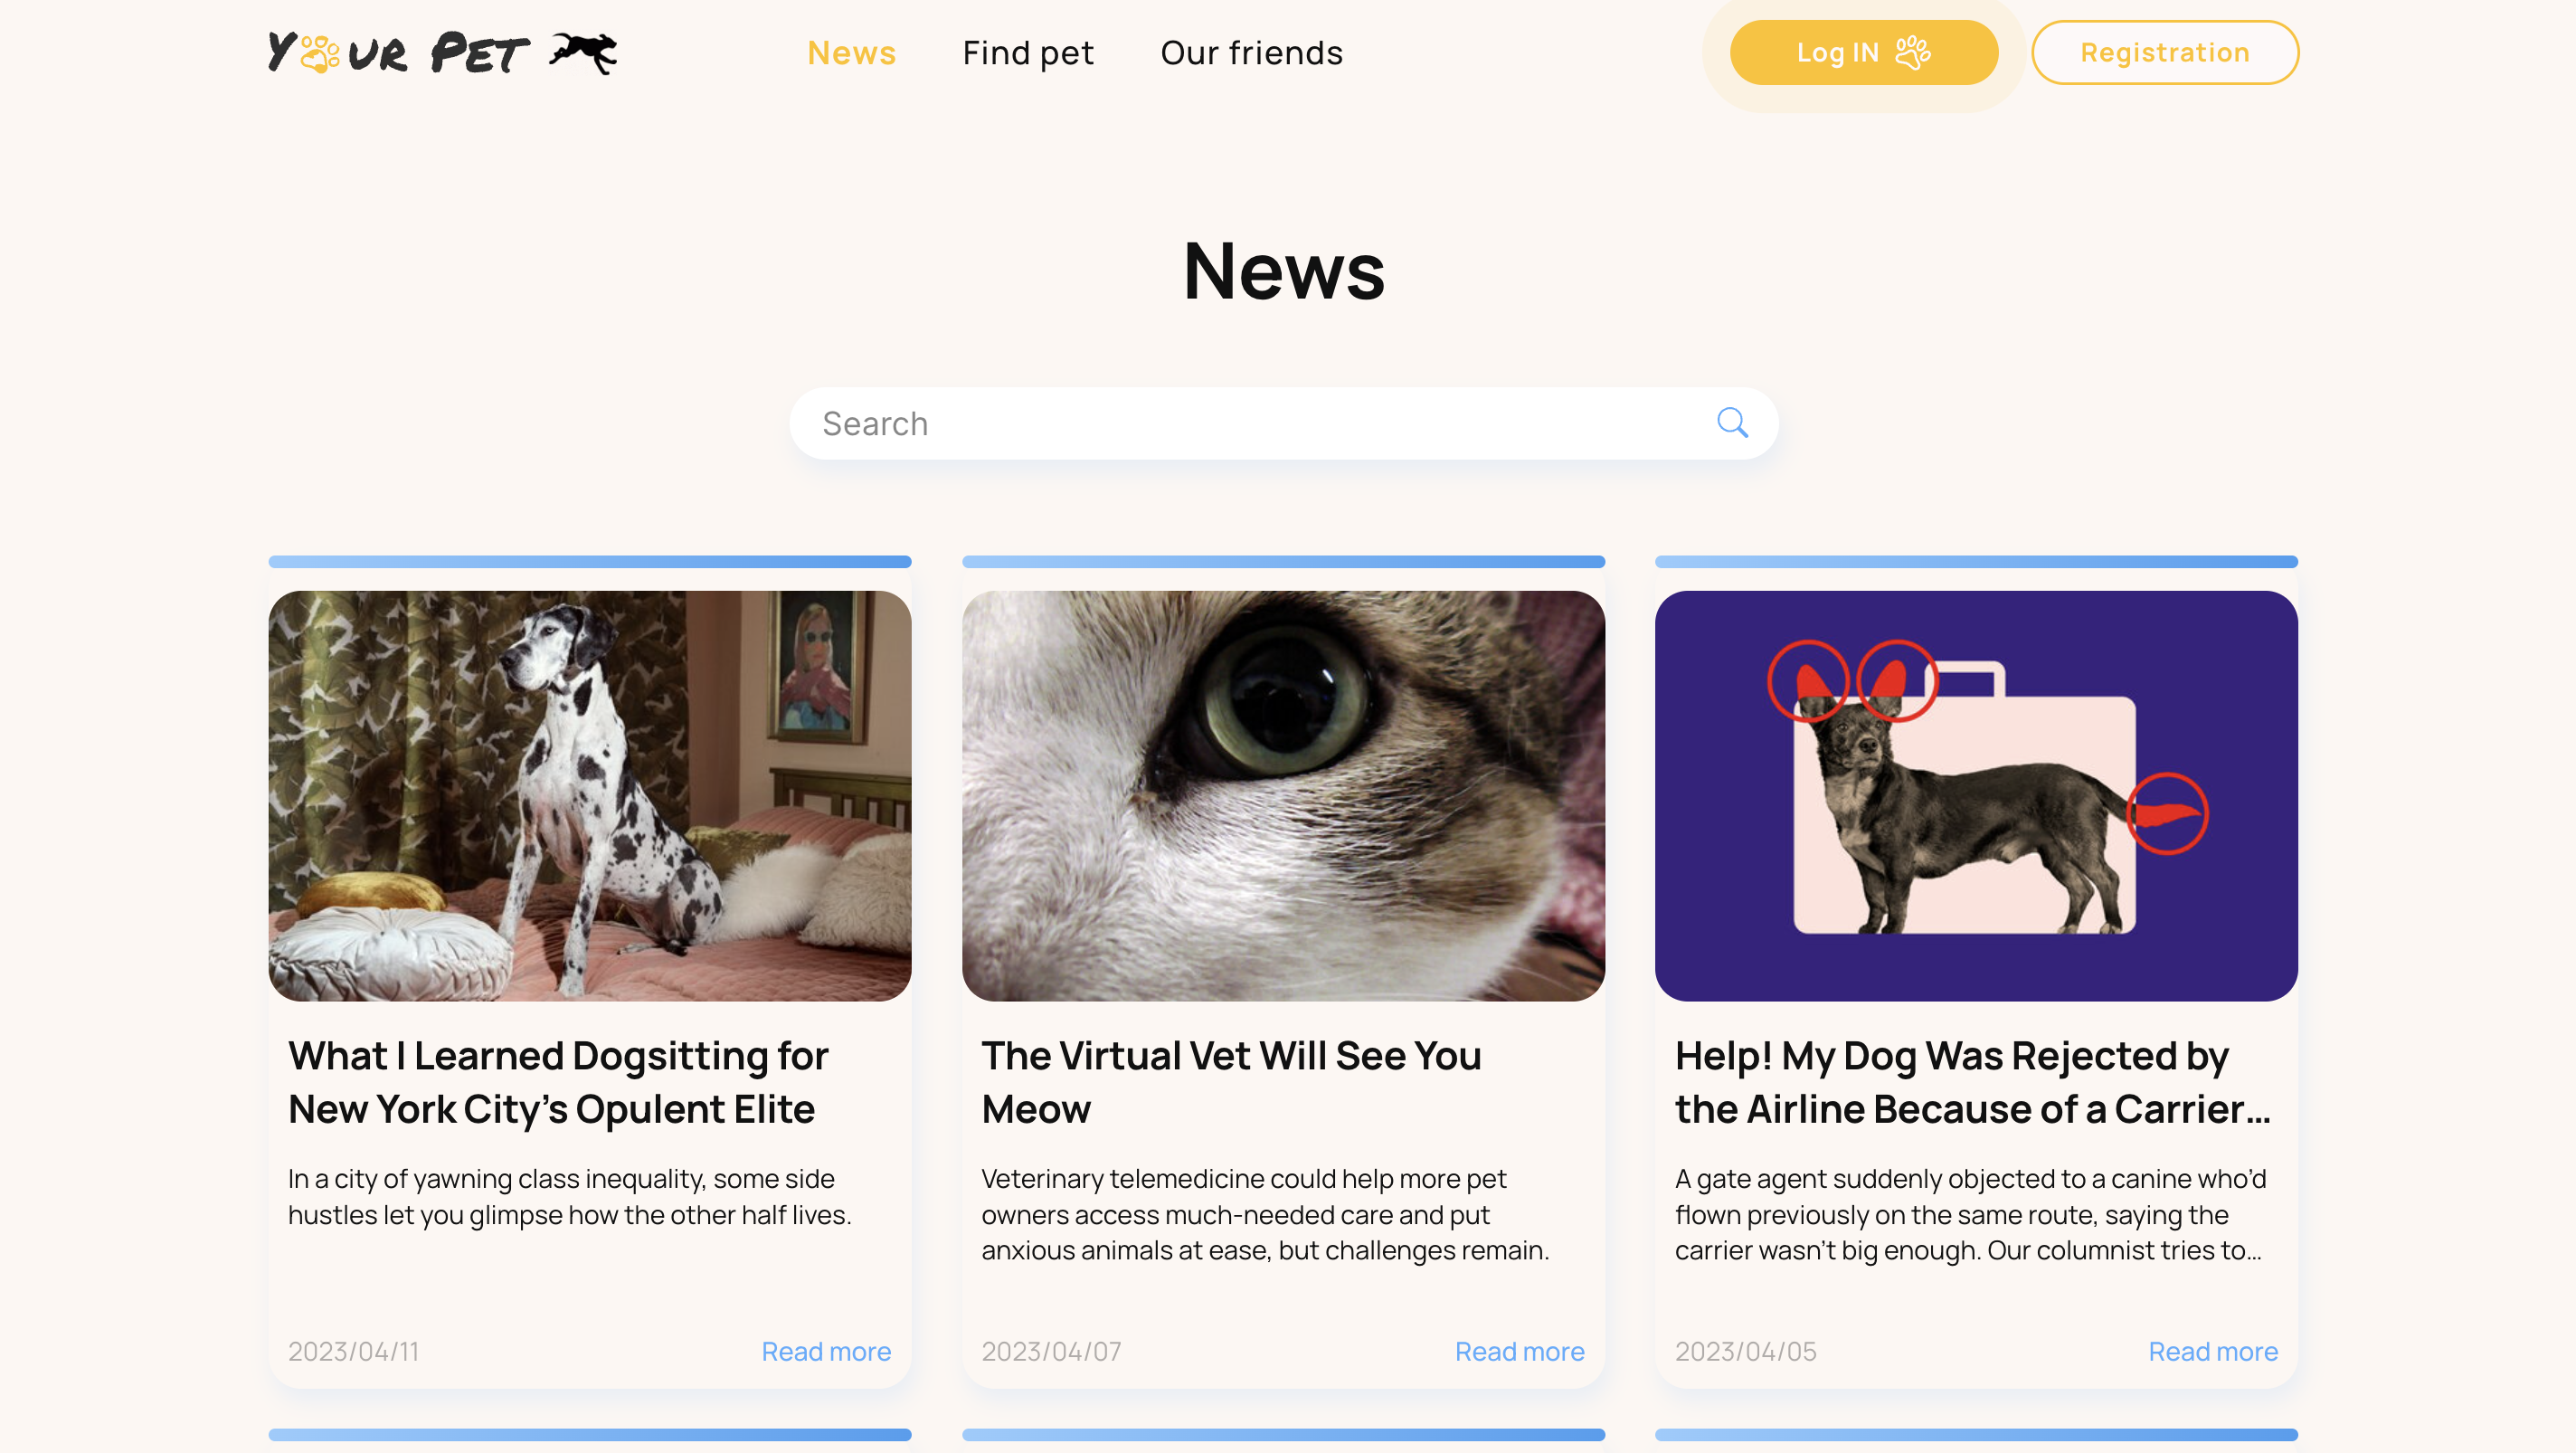 Your Pet
News
Find pet
Our friends
Log IN
Registration
News
Search
What I Learned Dogsitting for
New York City’s Opulent Elite
In a city of yawning class inequality, some side
hustles let you glimpse how the other half lives.
2023/04/11
Read more
The Virtual Vet Will See You
Meow
Veterinary telemedicine could help more pet
owners access much-needed care and put
anxious animals at ease, but challenges remain.
2023/04/07
Read more
Help! My Dog Was Rejected by
the Airline Because of a Carrier...
A gate agent suddenly objected to a canine who’d
flown previously on the same route, saying the
carrier wasn’t big enough. Our columnist tries to...
2023/04/05
Read more